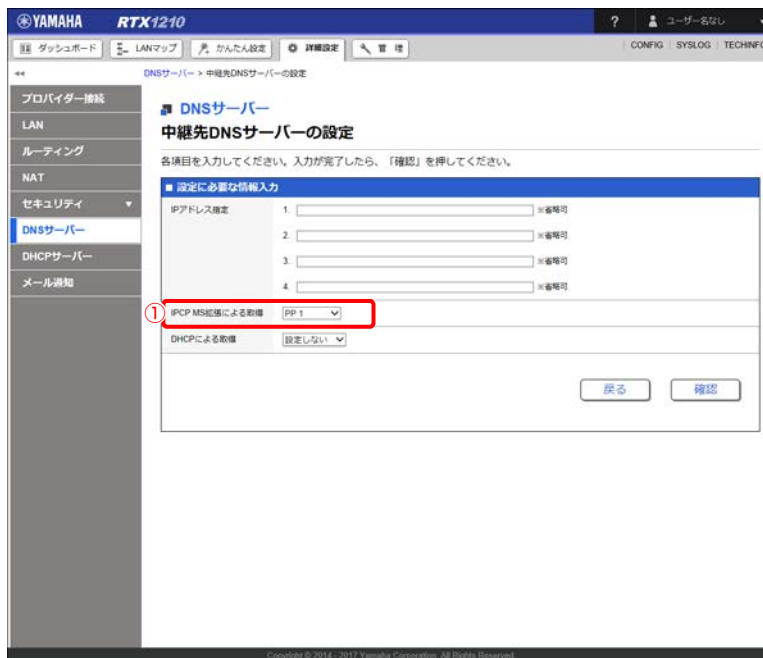 YAMAHA RTX1210 ? ユーザー名なし
ダッシュボード LANマップ かんたん設定 詳細設定 管理 CONFIG SYSLOG TECHINFO
DNSサーバー > 中継先DNSサーバーの設定
プロバイダー接続
LAN
ルーティング
NAT
セキュリティ
DNSサーバー
DHCPサーバー
メール通知
DNSサーバー
中継先DNSサーバーの設定
各項目を入力してください。入力が完了したら、「確認」を押してください。
■ 設定に必要な情報入力
IPアドレス指定 1. ※省略可
2. ※省略可
3. ※省略可
4. ※省略可
① IPCP MS拡張による取得 PP 1
DHCPによる取得 設定しない
戻る 確認
Copyright © 2014 - 2017 Yamaha Corporation. All Rights Reserved.